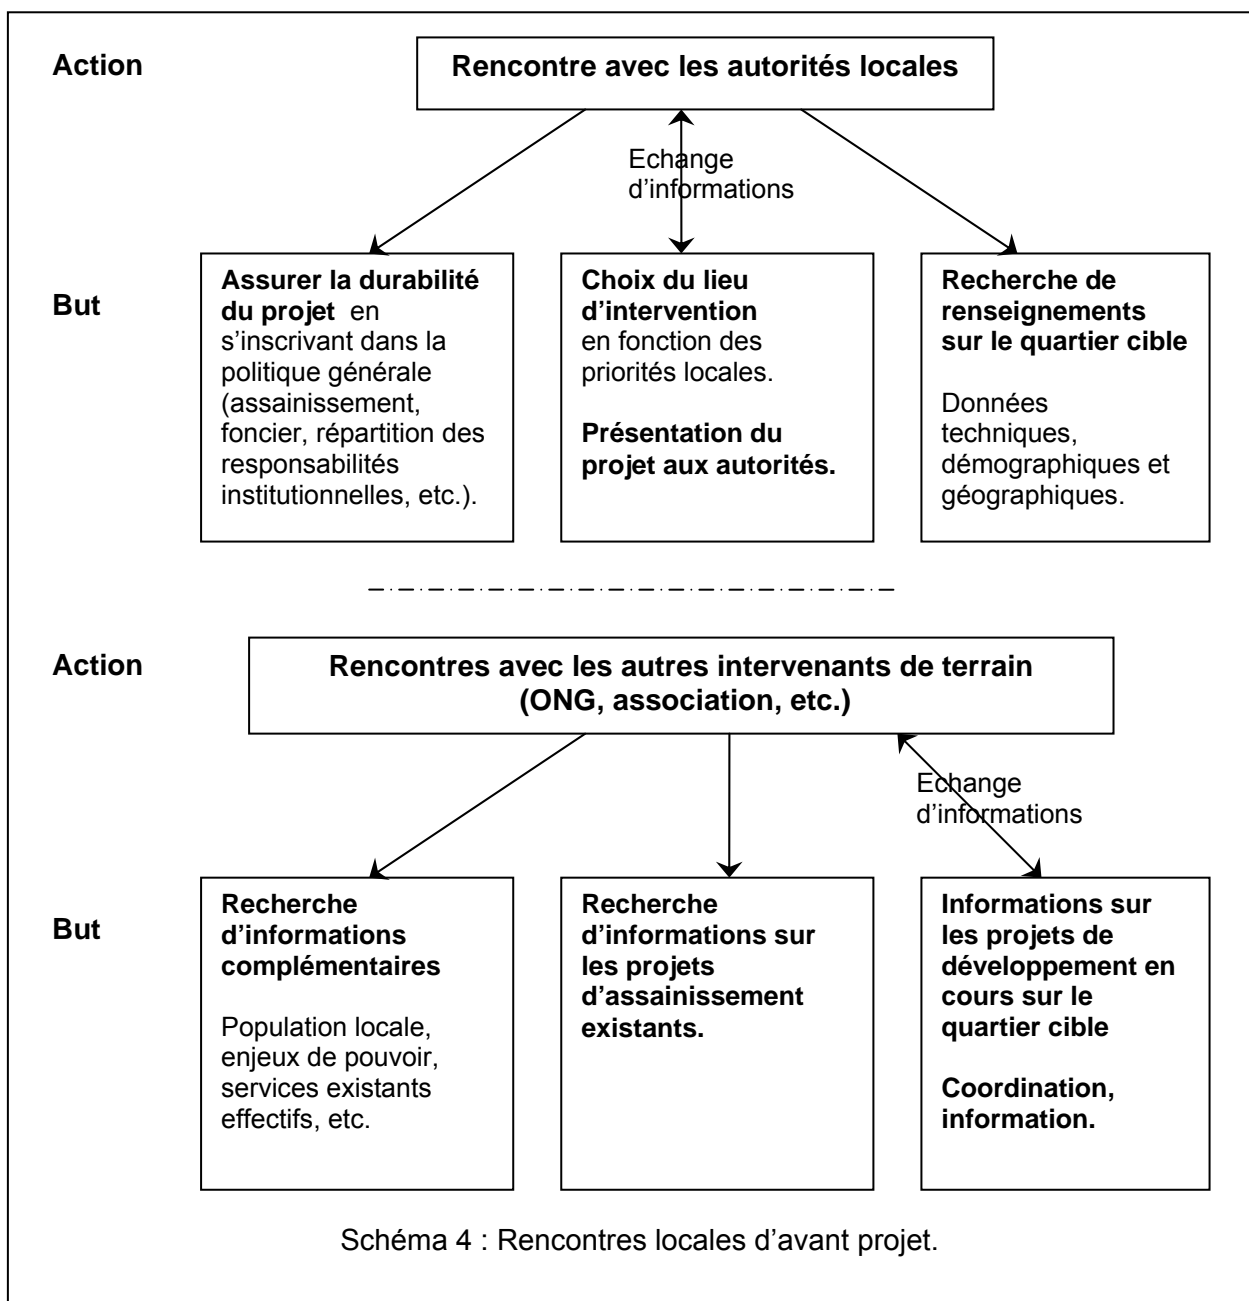 Action
Rencontre avec les autorités locales
Echange
d’informations
But
Assurer la durabilité
du projet en
s’inscrivant dans la
politique générale
(assainissement,
foncier, répartition des
responsabilités
institutionnelles, etc.).
Choix du lieu
d’intervention
en fonction des
priorités locales.
Présentation du
projet aux autorités.
Recherche de
renseignements
sur le quartier cible
Données
techniques,
démographiques et
géographiques.
Action
Rencontres avec les autres intervenants de terrain
(ONG, association, etc.)
Echange
d’informations
But
Recherche
d’informations
complémentaires
Population locale,
enjeux de pouvoir,
services existants
effectifs, etc.
Recherche
d’informations sur
les projets
d’assainissement
existants.
Informations sur
les projets de
développement en
cours sur le
quartier cible
Coordination,
information.
Schéma 4 : Rencontres locales d’avant projet.